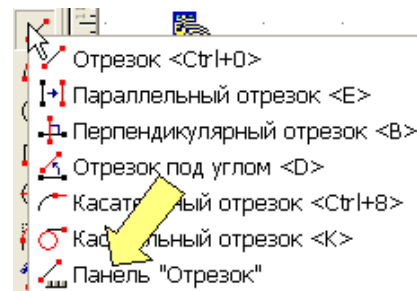 Отрезок <Ctrl+0>
Параллельный отрезок <E>
Перпендикулярный отрезок <B>
Отрезок под углом <D>
отрезок <Ctrl+8>
отрезок <K>
Панель "Отрезок"